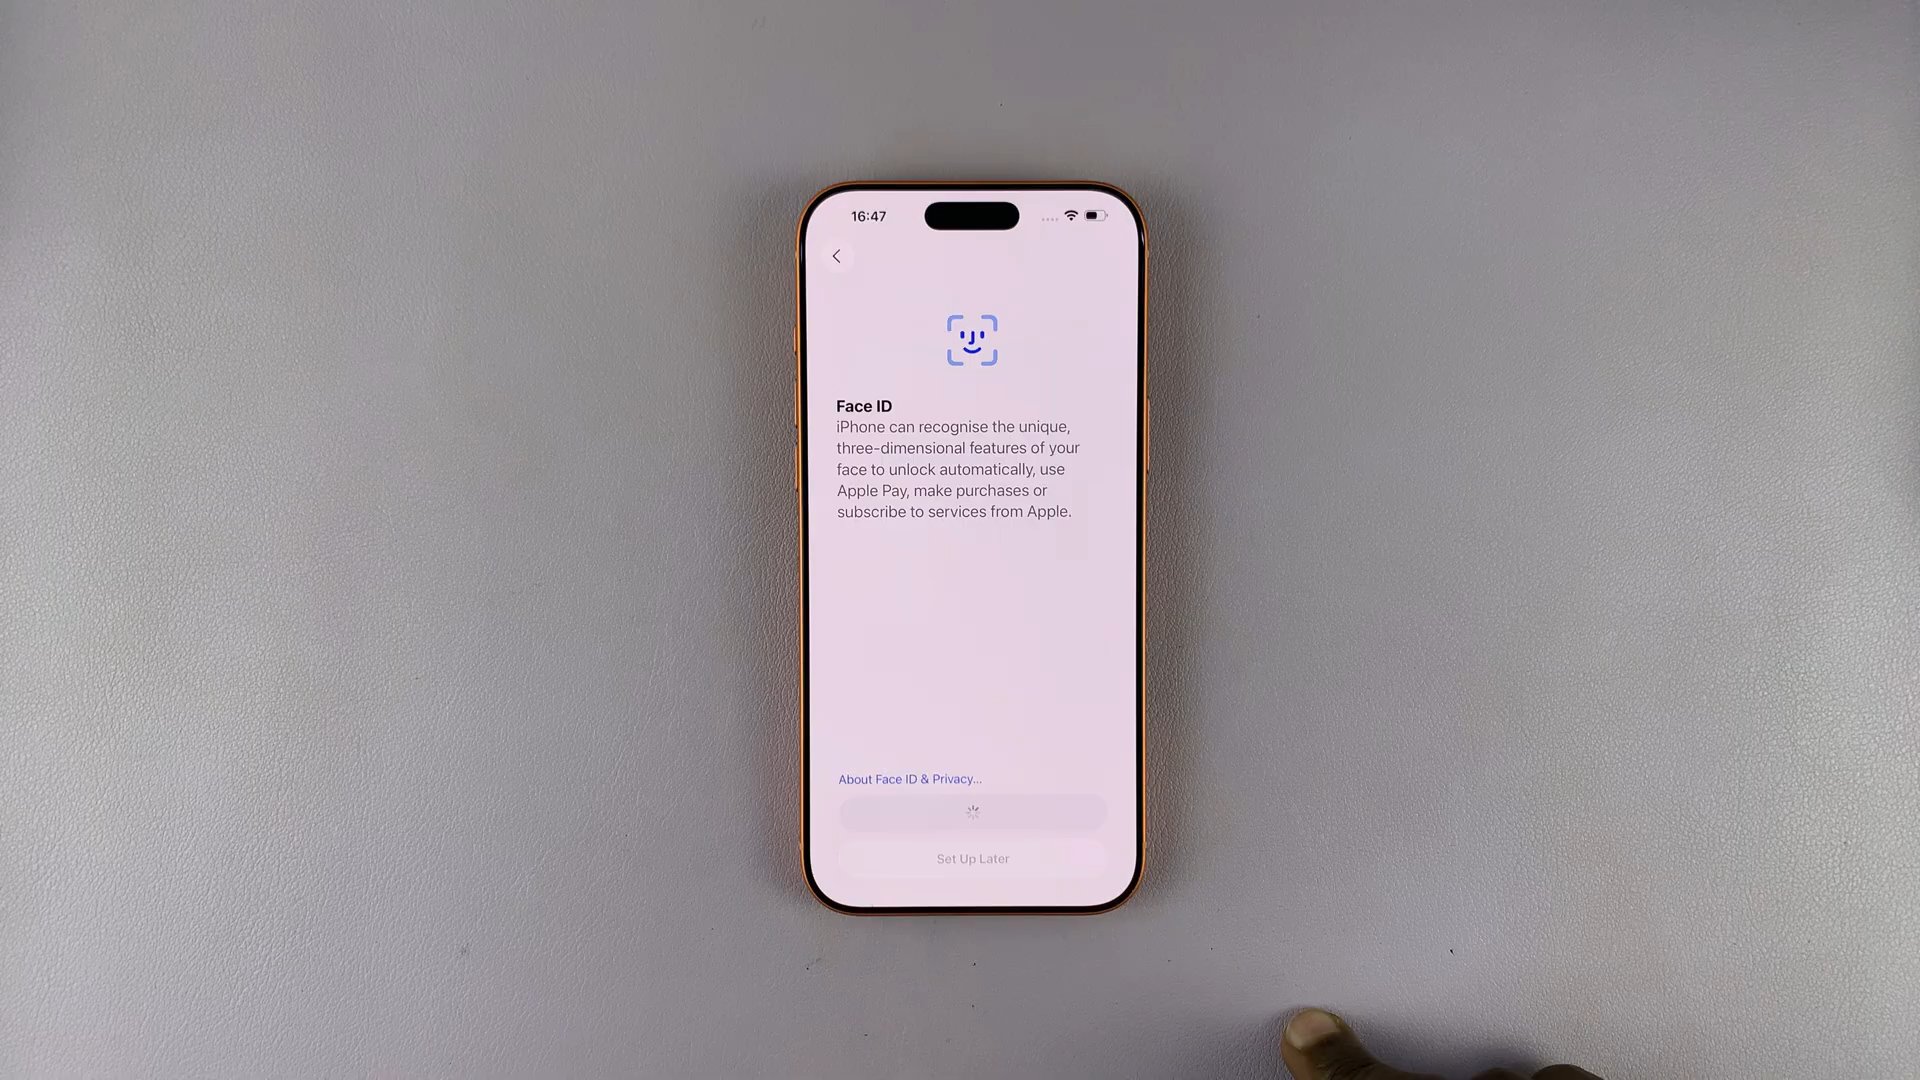 16:47
Face ID
iPhone can recognise the unique,
three-dimensional features of your
face to unlock automatically, use
Apple Pay, make purchases or
subscribe to services from Apple.
About Face ID & Privacy...
Set Up Later